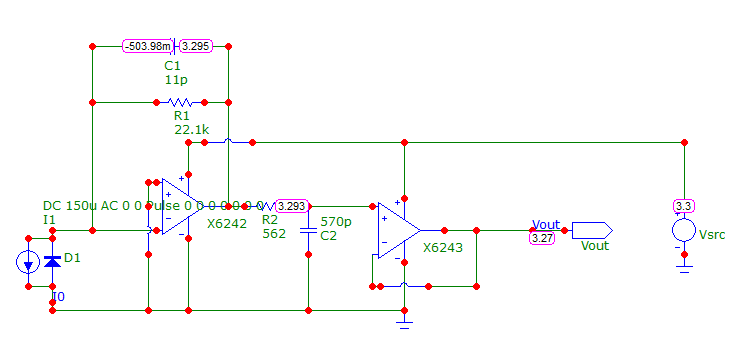 -503.98m
3.295
C1
11p
R1
22.1k
DC 150u AC 0 0 Pulse 0 0 0 0 0 0 0
I1
X6242
R2
562
3.293
570p
C2
X6243
Vout
3.27
Vout
3.3
Vsrc
D1
I0